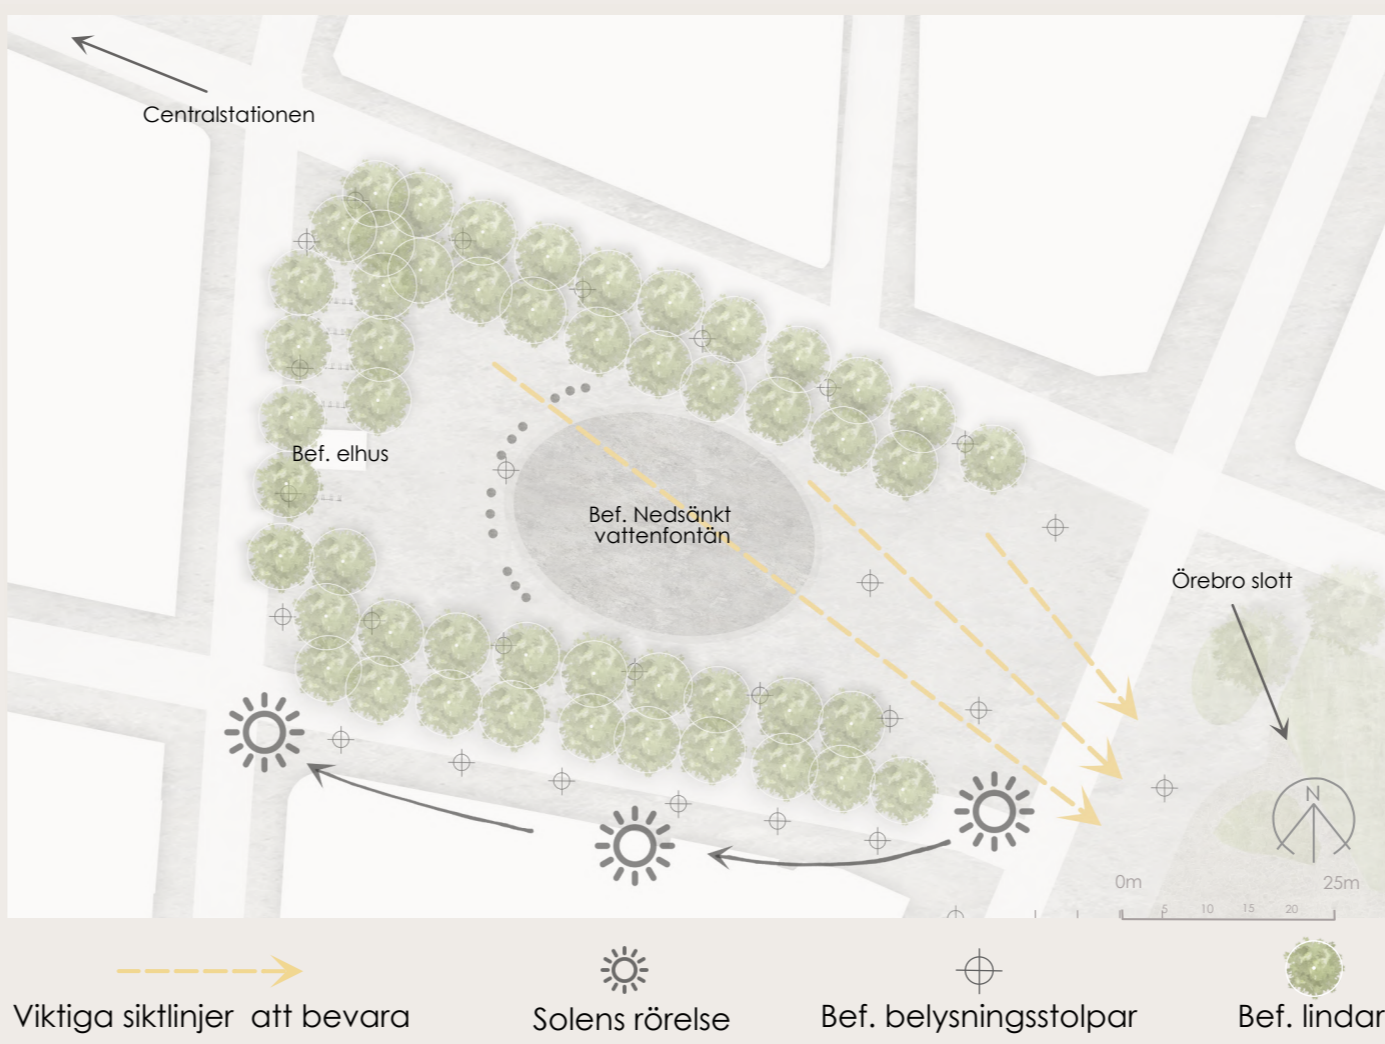 Centralstationen
Bef. elhus
Bef. Nedsänkt
vattenfontän
Örebro slott
N
0m 25m
5 10 15 20
Viktiga siktlinjer att bevara
Solens rörelse
Bef. belysningsstolpar
Bef. lindar